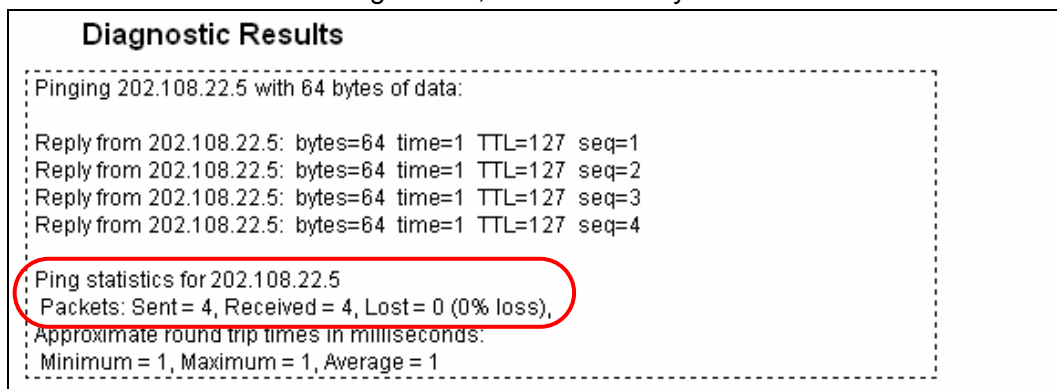 Diagnostic Results
Pinging 202.108.22.5 with 64 bytes of data:
Reply from 202.108.22.5: bytes=64 time=1 TTL=127 seq=1
Reply from 202.108.22.5: bytes=64 time=1 TTL=127 seq=2
Reply from 202.108.22.5: bytes=64 time=1 TTL=127 seq=3
Reply from 202.108.22.5: bytes=64 time=1 TTL=127 seq=4
Ping statistics for 202.108.22.5
Packets: Sent = 4, Received = 4, Lost = 0 (0% loss),
Approximate round trip times in milliseconds:
Minimum = 1, Maximum = 1, Average = 1